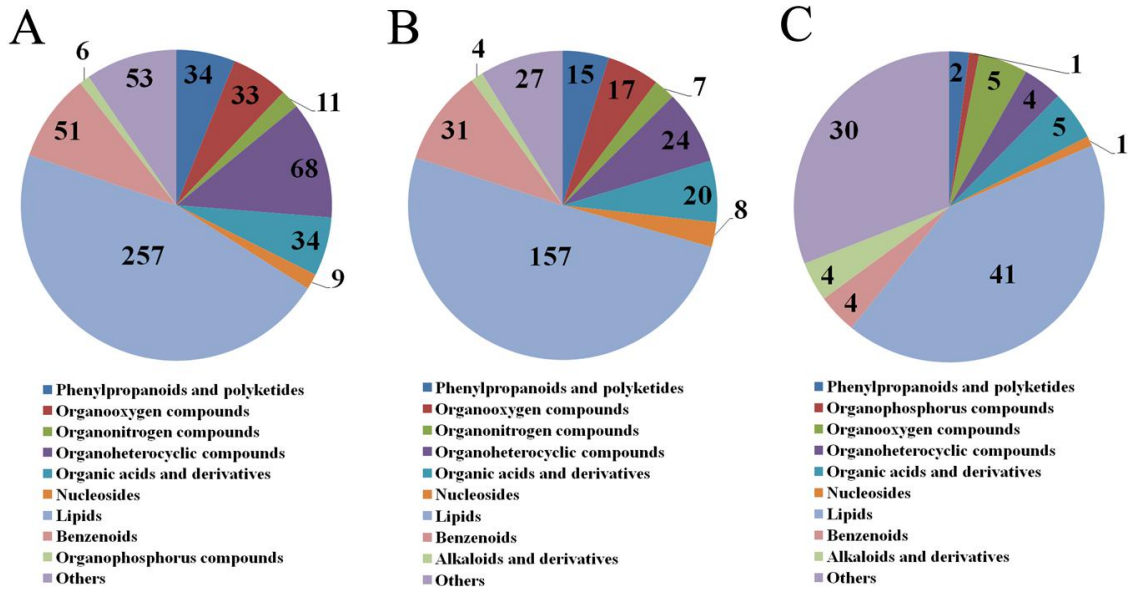 A
6
53
34
33
11
51
68
257
34
9
Phenylpropanoids and polyketides
Organooxygen compounds
Organonitrogen compounds
Organoheterocyclic compounds
Organic acids and derivatives
Nucleosides
Lipids
Benzenoids
Organophosphorus compounds
Others
B
4
27
15
17
7
31
24
20
157
8
Phenylpropanoids and polyketides
Organooxygen compounds
Organonitrogen compounds
Organoheterocyclic compounds
Organic acids and derivatives
Nucleosides
Lipids
Benzenoids
Alkaloids and derivatives
Others
C
2
1
5
4
30
5
1
4
4
41
Phenylpropanoids and polyketides
Organophosphorus compounds
Organooxygen compounds
Organoheterocyclic compounds
Organic acids and derivatives
Nucleosides
Lipids
Benzenoids
Alkaloids and derivatives
Others